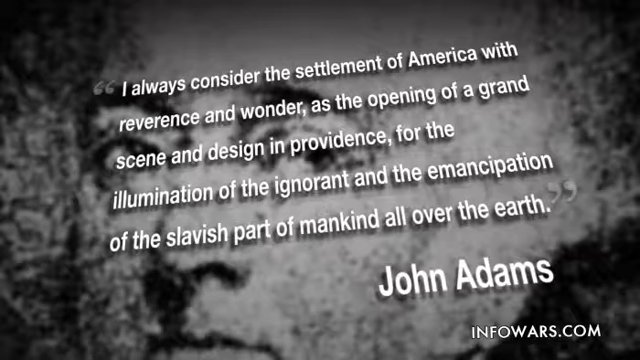 “ I always consider the settlement of America with
reverence and wonder, as the opening of a grand
scene and design in providence, for the
illumination of the ignorant and the emancipation
of the slavish part of mankind all over the earth. ”
John Adams
INFOWARS.COM